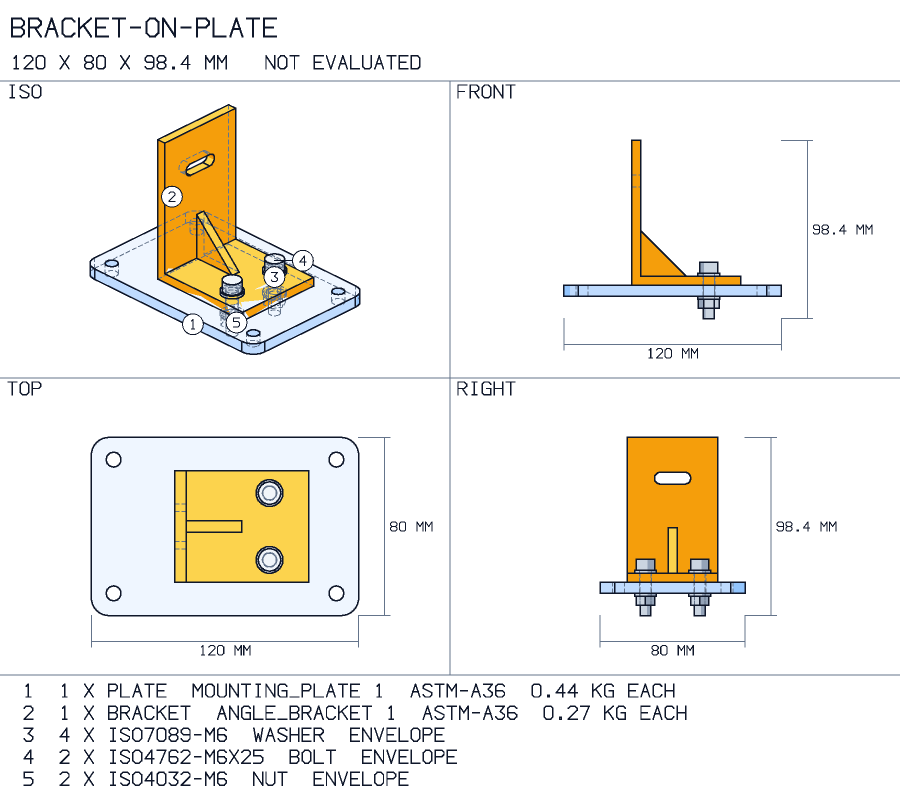 BRACKET-ON-PLATE
120 X 80 X 98.4 MM   NOT EVALUATED
ISO
FRONT
2
4
3
5
1
98.4 MM
120 MM
TOP
RIGHT
80 MM
120 MM
98.4 MM
80 MM
1  1 X PLATE  MOUNTING_PLATE 1  ASTM-A36  0.44 KG EACH
2  1 X BRACKET  ANGLE_BRACKET 1  ASTM-A36  0.27 KG EACH
3  4 X ISO7089-M6  WASHER  ENVELOPE
4  2 X ISO4762-M6X25  BOLT  ENVELOPE
5  2 X ISO4032-M6  NUT  ENVELOPE